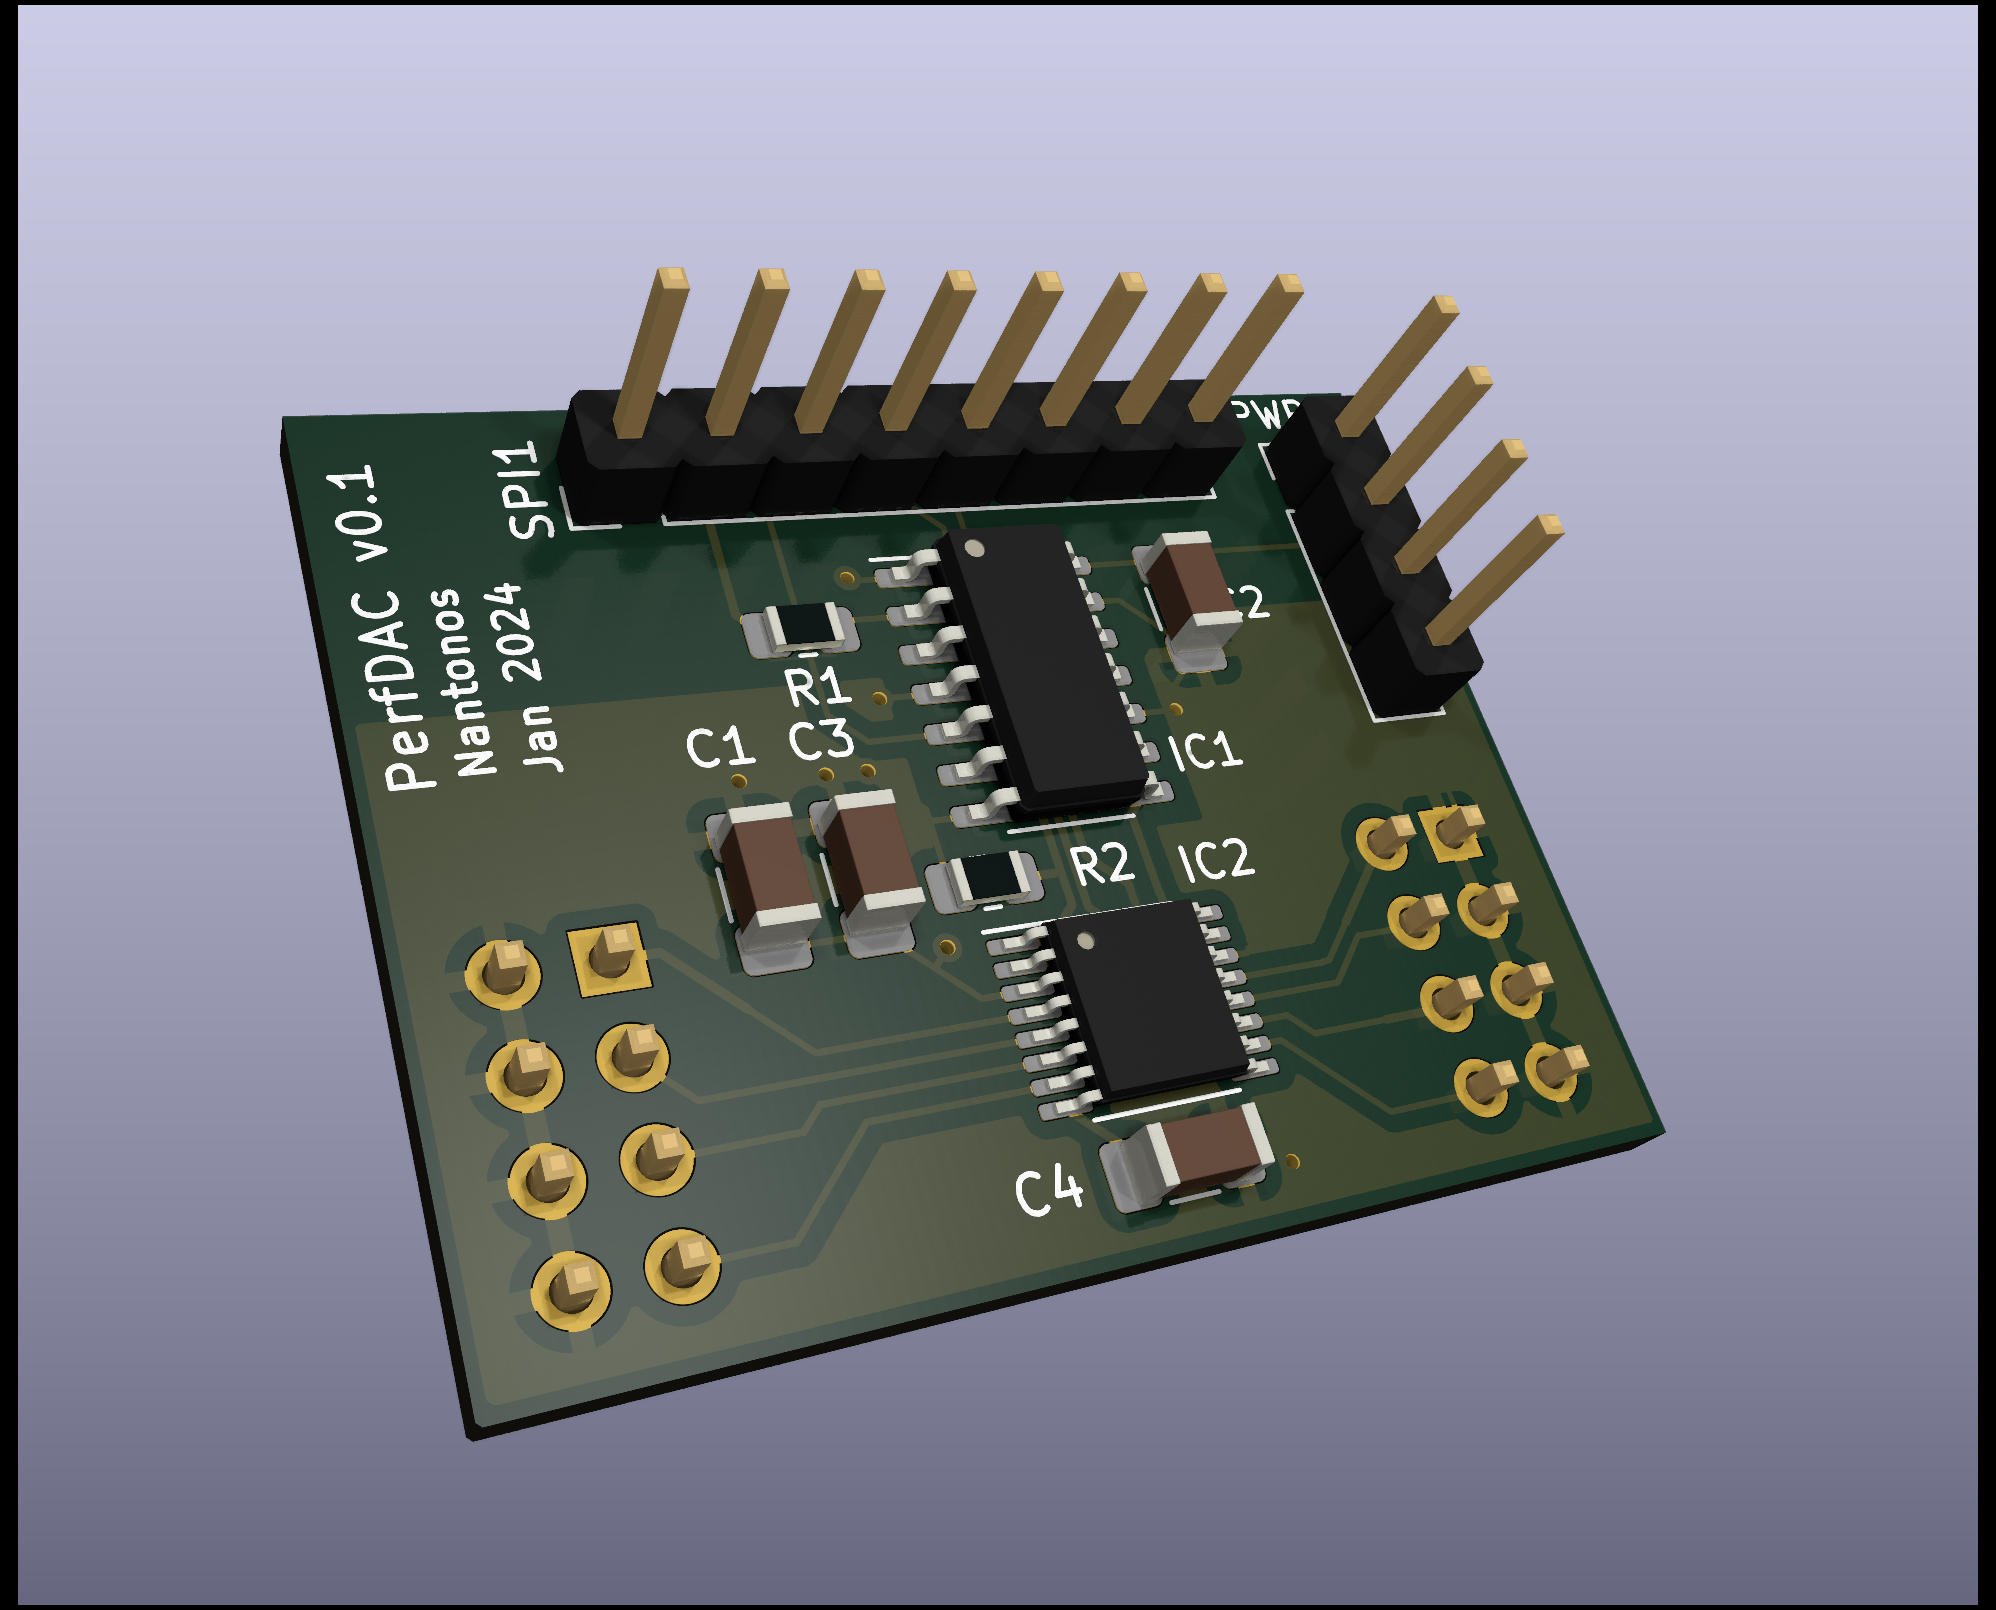 PerfDAC v0.1
Nantonos
Jan 2024
SPI1
R1
C1
C3
IC1
R2
IC2
C4